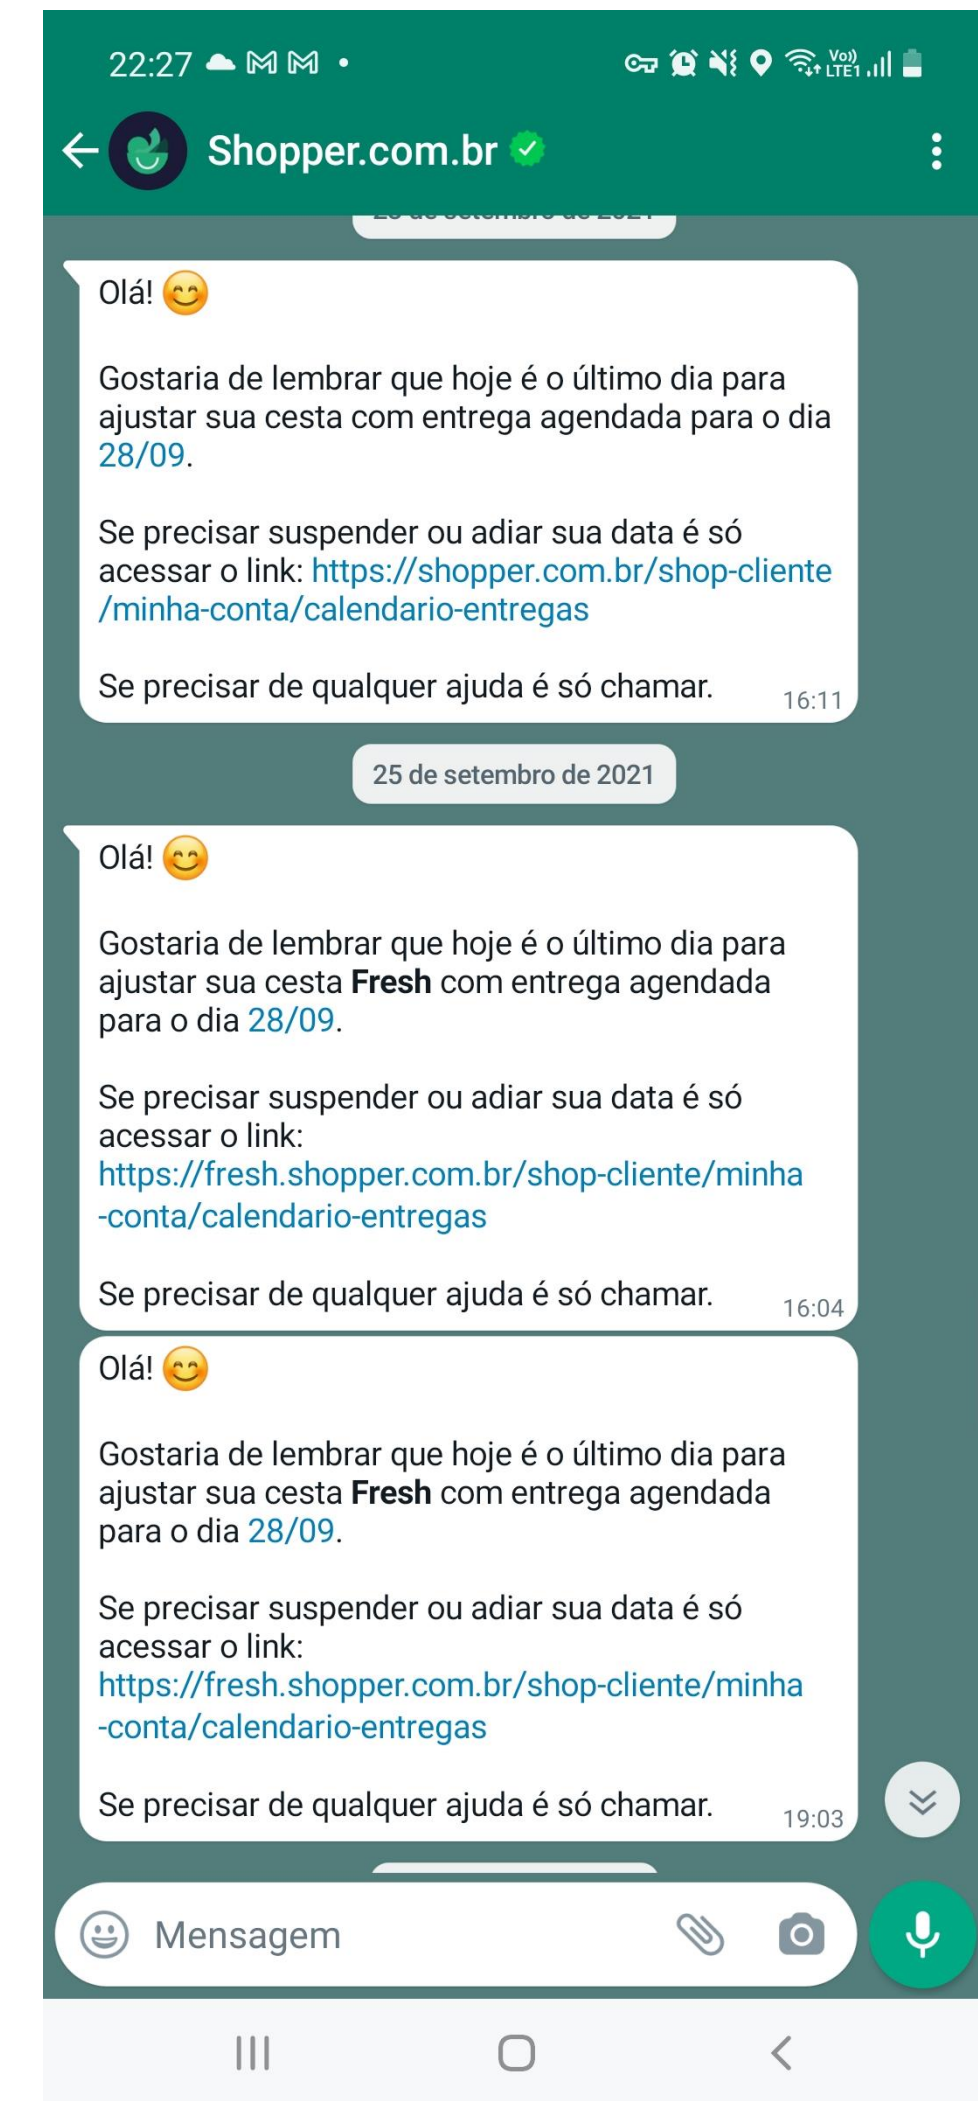 22:27
Vo))
LTE1
Shopper.com.br
de setembro de 2021
Olá! 😊
Gostaria de lembrar que hoje é o último dia para
ajustar sua cesta com entrega agendada para o dia
28/09.
Se precisar suspender ou adiar sua data é só
acessar o link: https://shopper.com.br/shop-cliente
/minha-conta/calendario-entregas
Se precisar de qualquer ajuda é só chamar.
16:11
25 de setembro de 2021
Olá! 😊
Gostaria de lembrar que hoje é o último dia para
ajustar sua cesta Fresh com entrega agendada
para o dia 28/09.
Se precisar suspender ou adiar sua data é só
acessar o link:
https://fresh.shopper.com.br/shop-cliente/minha
-conta/calendario-entregas
Se precisar de qualquer ajuda é só chamar.
16:04
Olá! 😊
Gostaria de lembrar que hoje é o último dia para
ajustar sua cesta Fresh com entrega agendada
para o dia 28/09.
Se precisar suspender ou adiar sua data é só
acessar o link:
https://fresh.shopper.com.br/shop-cliente/minha
-conta/calendario-entregas
Se precisar de qualquer ajuda é só chamar.
19:03
Mensagem